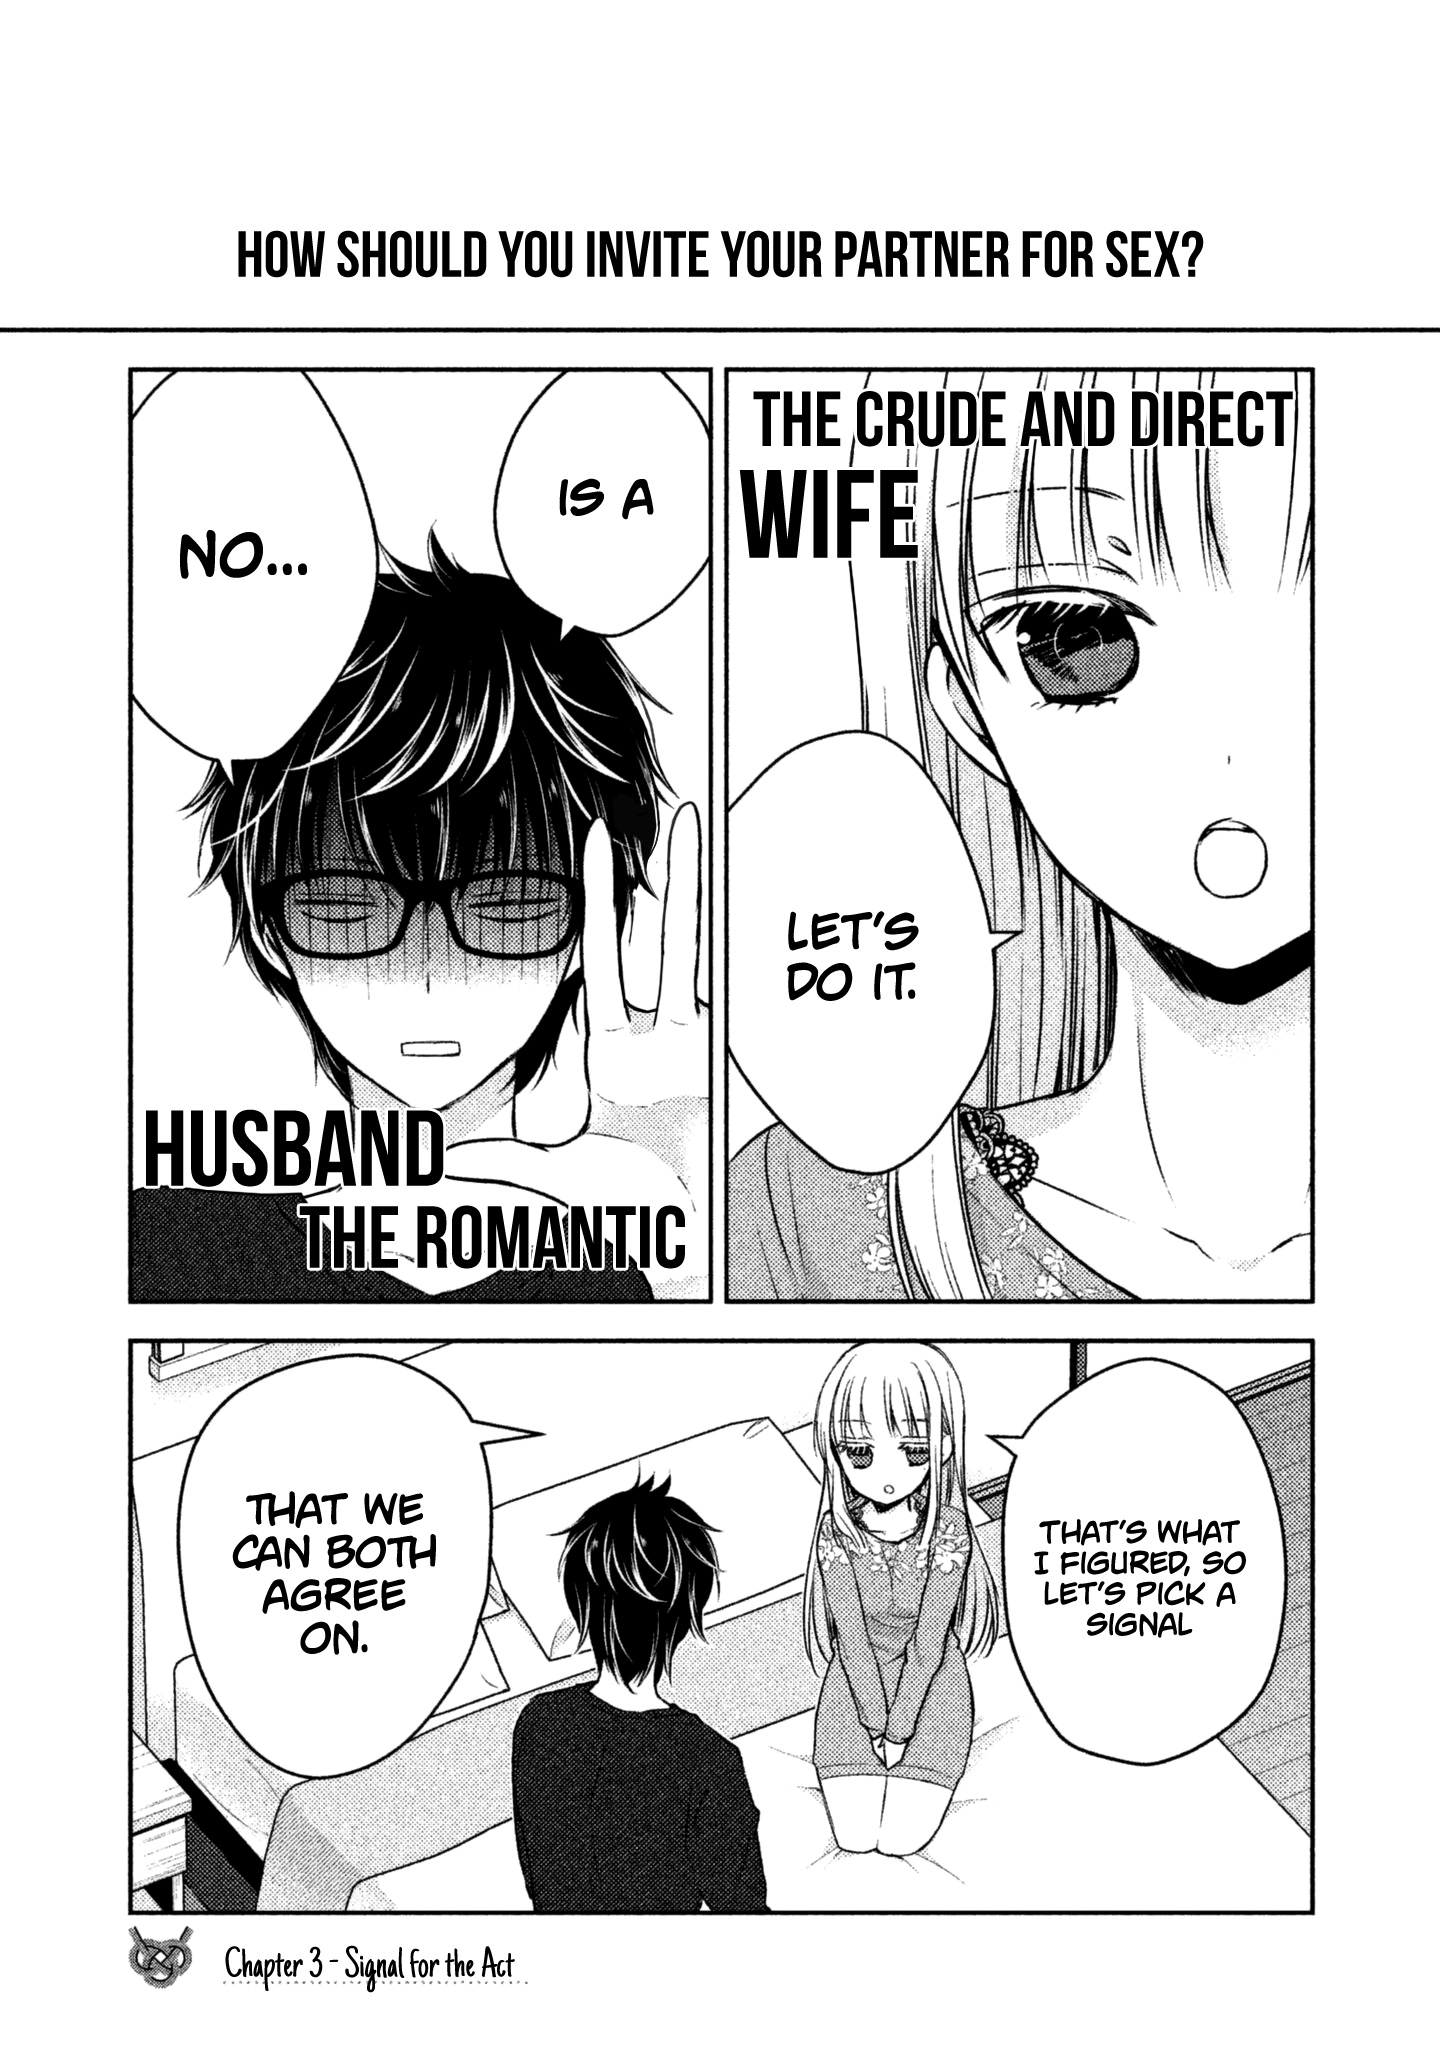 HOW SHOULD YOU INVITE YOUR PARTNER FOR SEX?
THE CRUDE AND DIRECT
WIFE
LET'S
DO IT.
IS A
NO...
HUSBAND
THE ROMANTIC
THAT'S WHAT
I FIGURED, SO
LET'S PICK A
SIGNAL
THAT WE
CAN BOTH
AGREE
ON.
Chapter 3 - Signal for the Act